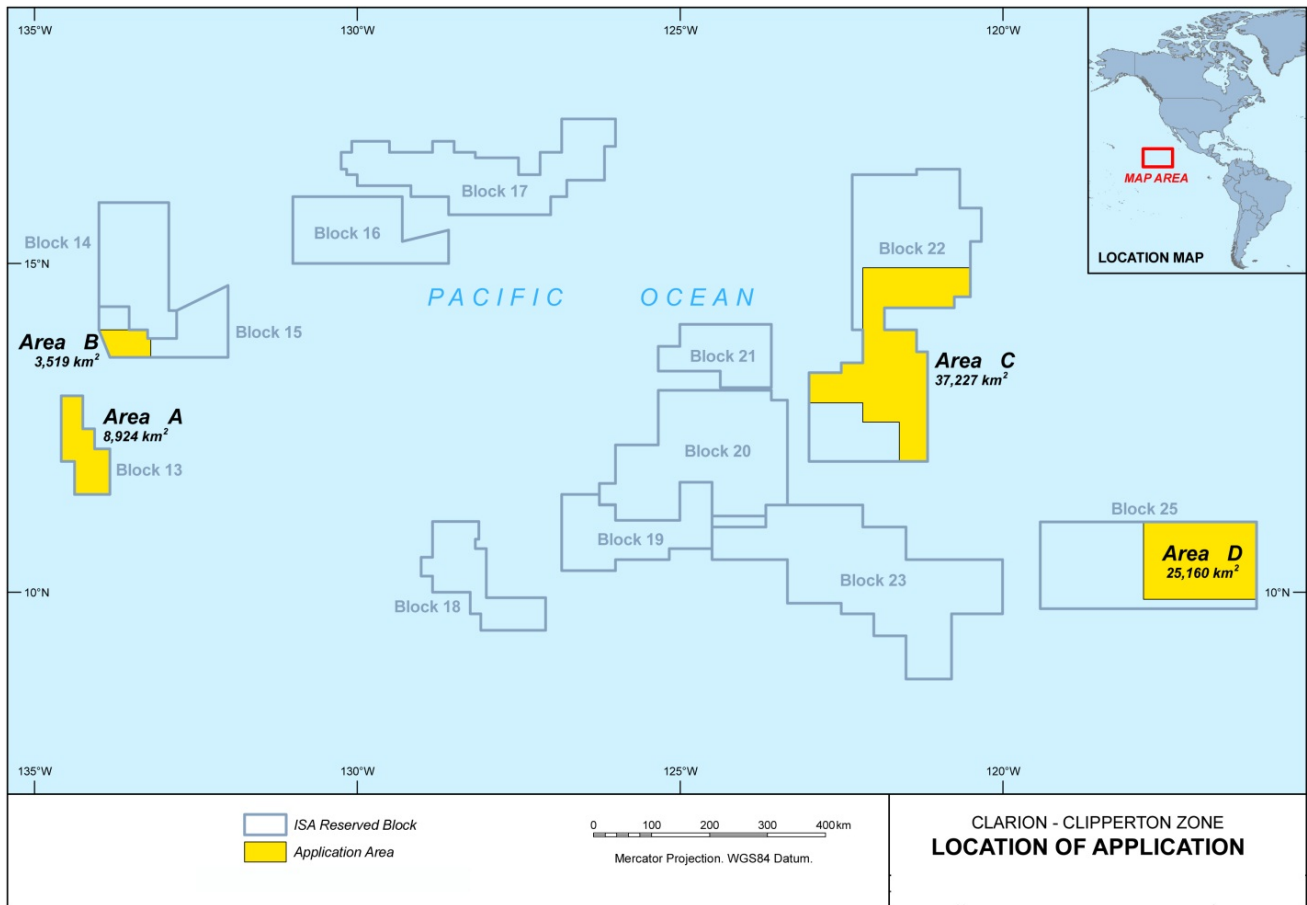 135°W
130°W
125°W
120°W
MAP AREA
LOCATION MAP
Block 17
Block 16
Block 14
Block 22
15°N
PACIFIC OCEAN
Block 15
Area B
3,519 km²
Block 21
Area C
37,227 km²
Area A
8,924 km²
Block 13
Block 20
Block 25
Block 19
Area D
25,160 km²
Block 23
Block 18
10°N
10°N
135°W
130°W
125°W
120°W
ISA Reserved Block
Application Area
0 100 200 300 400km
Mercator Projection. WGS84 Datum.
CLARION - CLIPPERTON ZONE
LOCATION OF APPLICATION